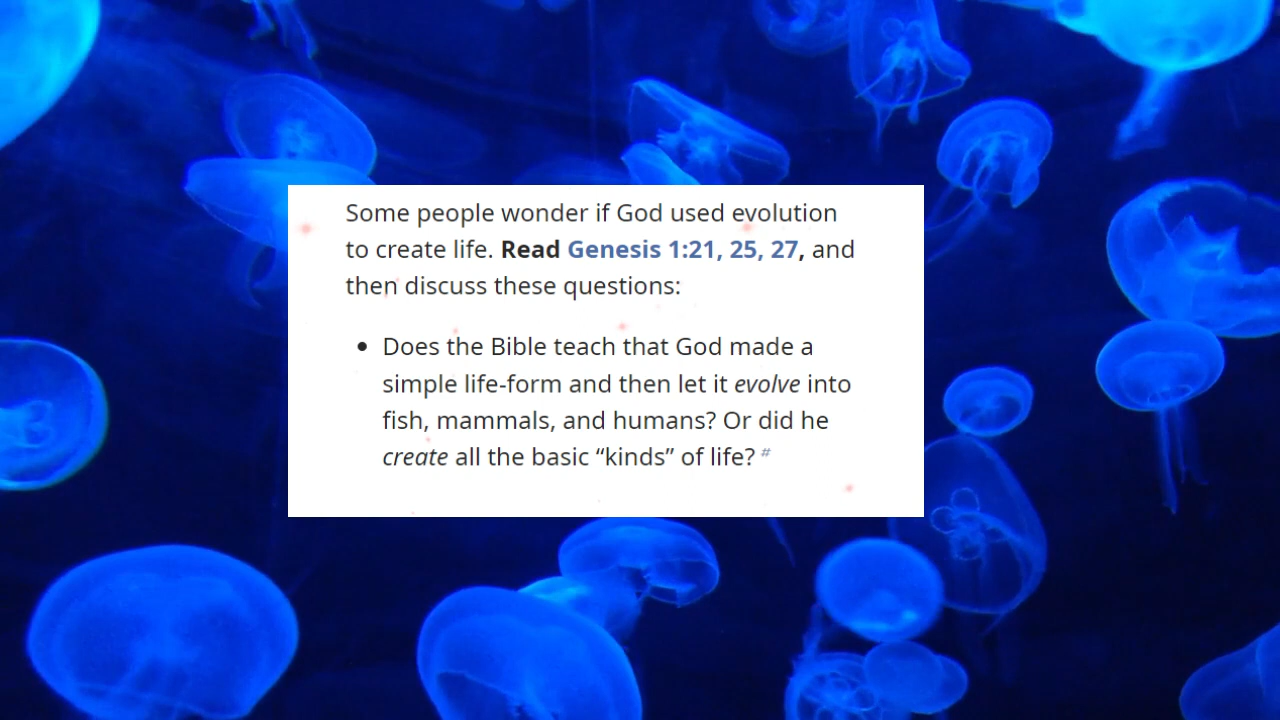 Some people wonder if God used evolution
to create life. Read Genesis 1:21, 25, 27, and
then discuss these questions:
• Does the Bible teach that God made a
simple life-form and then let it evolve into
fish, mammals, and humans? Or did he
create all the basic “kinds” of life? #